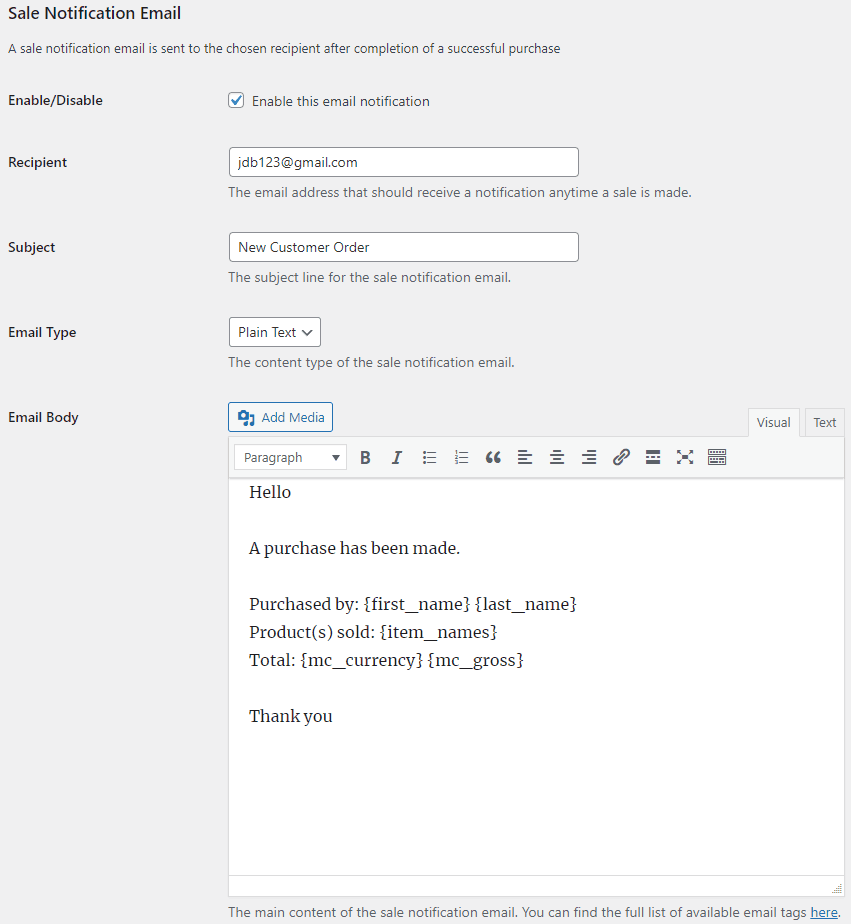 Sale Notification Email
A sale notification email is sent to the chosen recipient after completion of a successful purchase
Enable/Disable
Enable this email notification
Recipient
jdb123@gmail.com
The email address that should receive a notification anytime a sale is made.
Subject
New Customer Order
The subject line for the sale notification email.
Email Type
Plain Text
The content type of the sale notification email.
Email Body
Add Media
Visual
Text
Paragraph
Hello
A purchase has been made.
Purchased by: {first_name} {last_name}
Product(s) sold: {item_names}
Total: {mc_currency} {mc_gross}
Thank you
The main content of the sale notification email. You can find the full list of available email tags here.